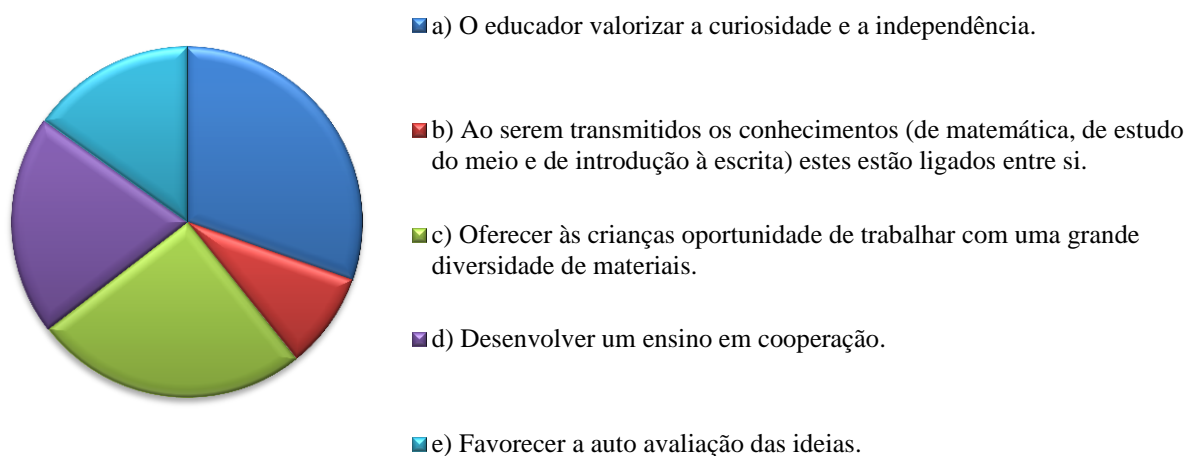 a) O educador valorizar a curiosidade e a independência.
b) Ao serem transmitidos os conhecimentos (de matemática, de estudo
do meio e de introdução à escrita) estes estão ligados entre si.
c) Oferecer às crianças oportunidade de trabalhar com uma grande
diversidade de materiais.
d) Desenvolver um ensino em cooperação.
e) Favorecer a auto avaliação das ideias.